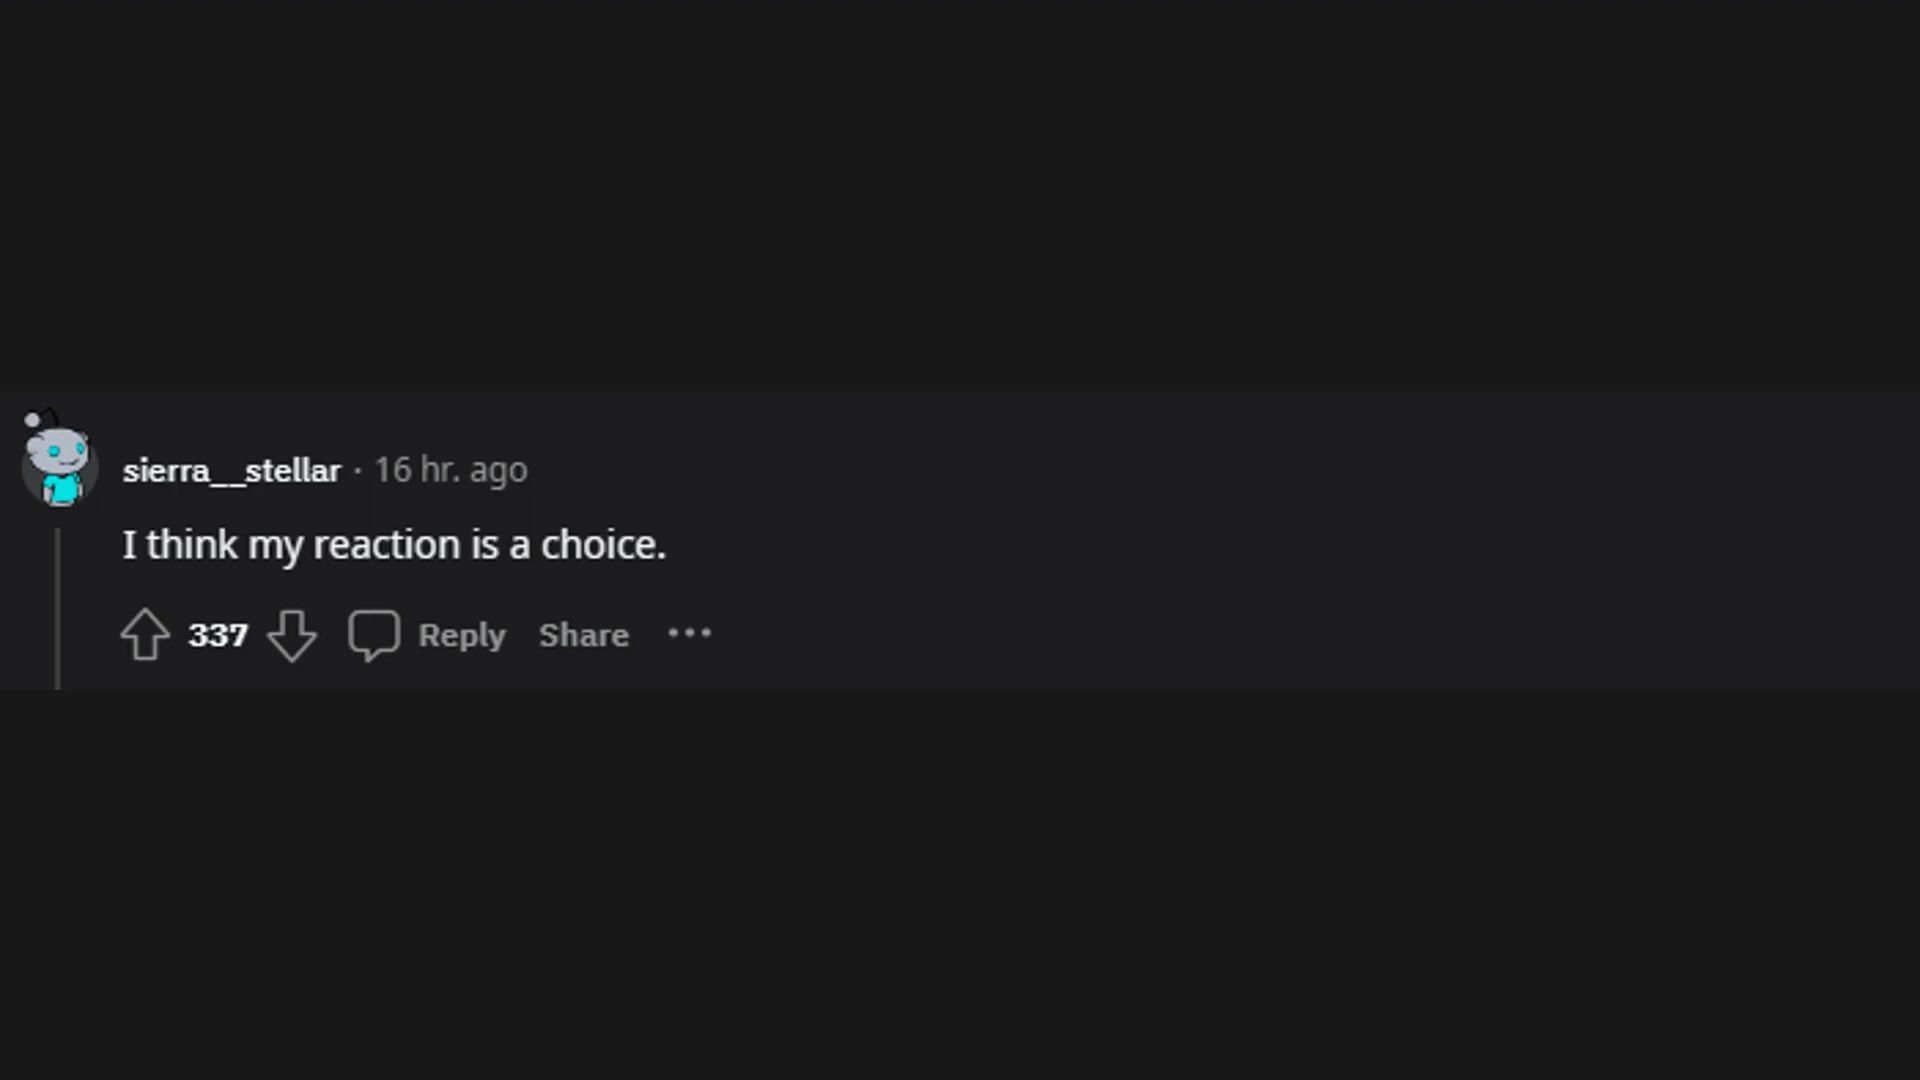 sierra__stellar · 16 hr. ago
I think my reaction is a choice.
337 Reply Share ···